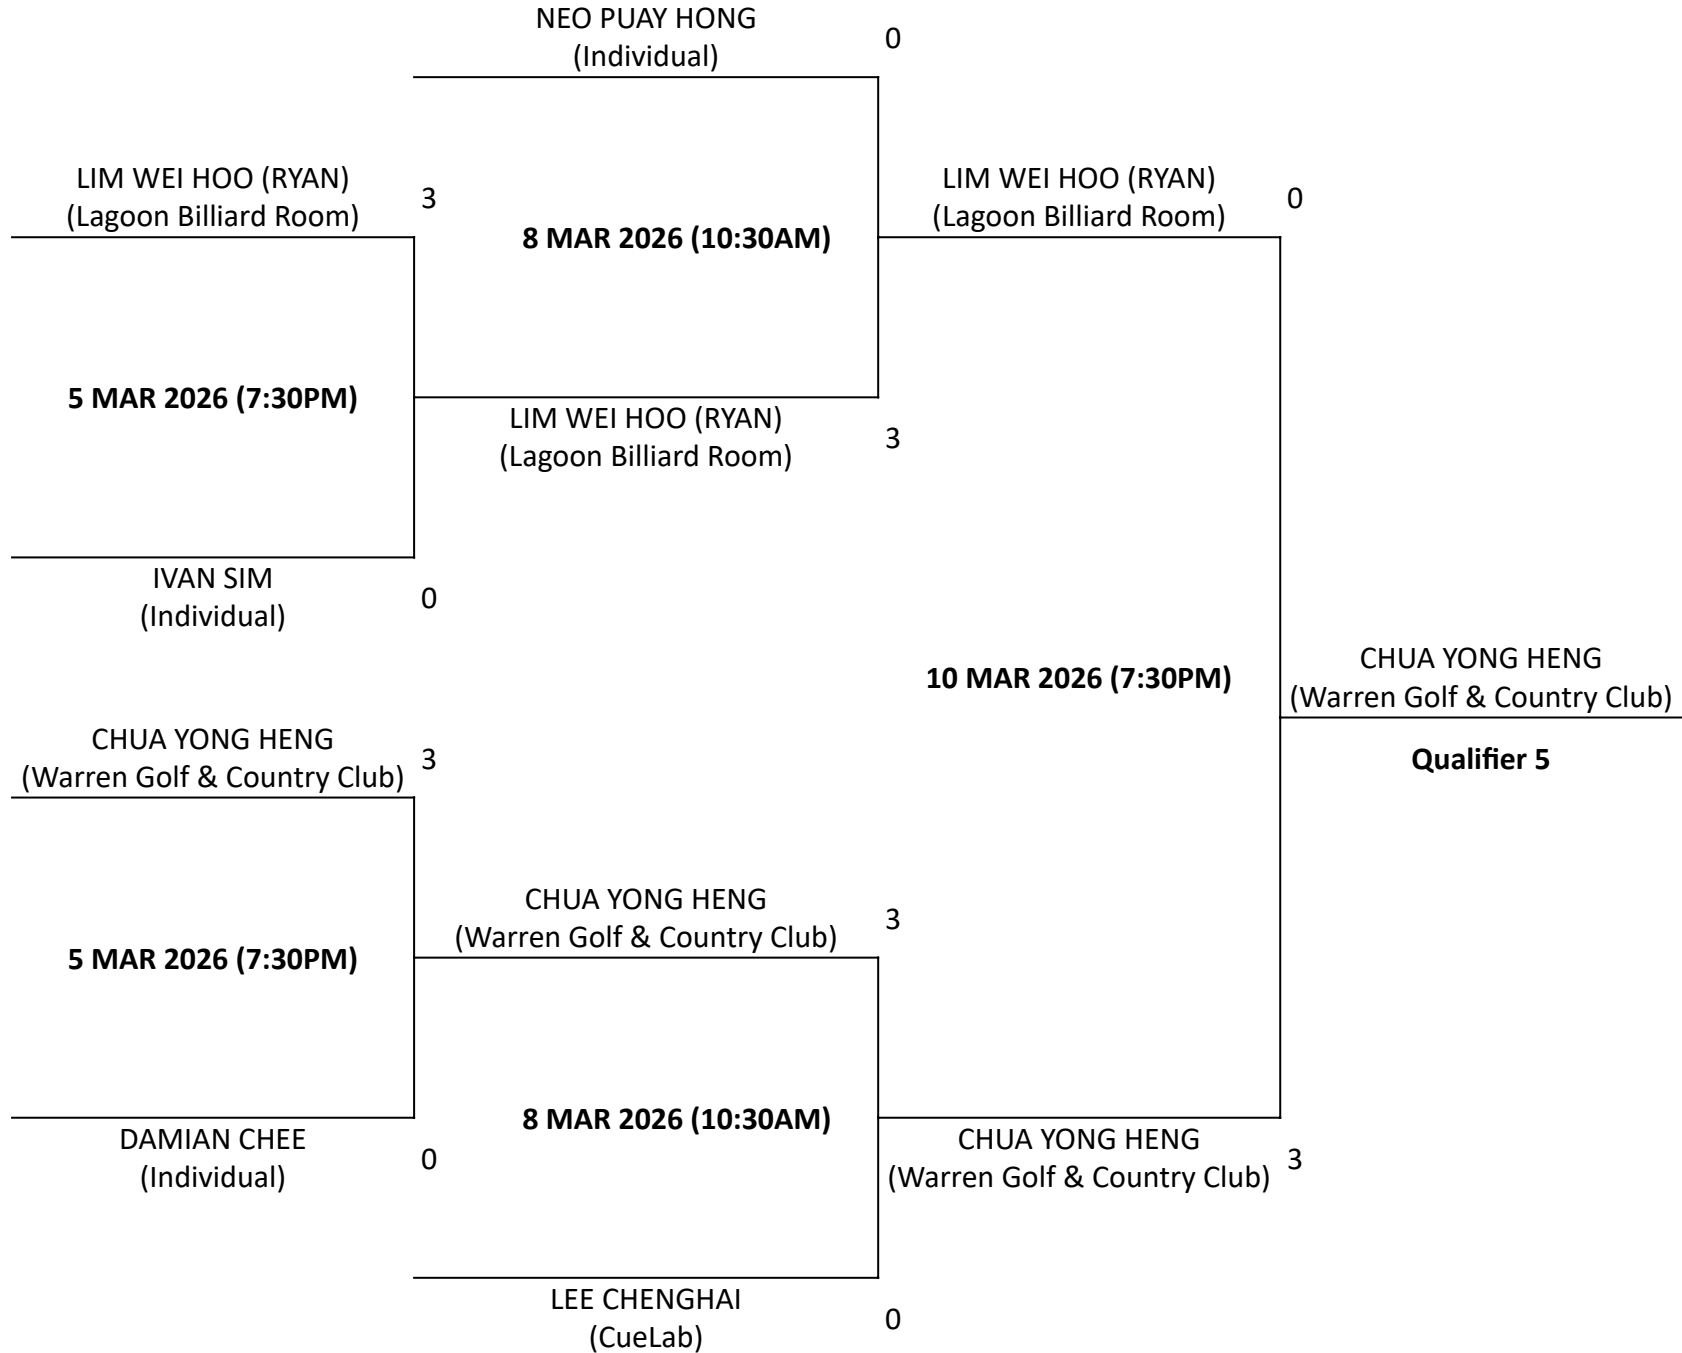 NEO PUAY HONG
(Individual)
0
LIM WEI HOO (RYAN)
(Lagoon Billiard Room)
3
8 MAR 2026 (10:30AM)
LIM WEI HOO (RYAN)
(Lagoon Billiard Room)
0
5 MAR 2026 (7:30PM)
LIM WEI HOO (RYAN)
(Lagoon Billiard Room)
3
IVAN SIM
(Individual)
0
10 MAR 2026 (7:30PM)
CHUA YONG HENG
(Warren Golf & Country Club)
Qualifier 5
CHUA YONG HENG
(Warren Golf & Country Club)
3
CHUA YONG HENG
(Warren Golf & Country Club)
3
5 MAR 2026 (7:30PM)
8 MAR 2026 (10:30AM)
DAMIAN CHEE
(Individual)
0
CHUA YONG HENG
(Warren Golf & Country Club)
3
LEE CHENGHAI
(CueLab)
0